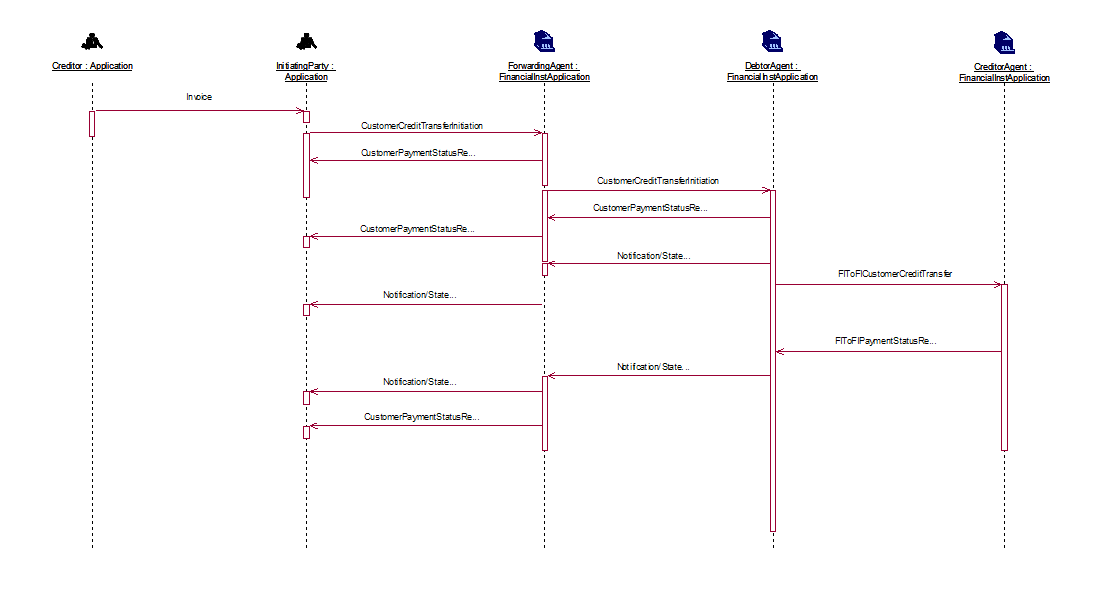 Creditor : Application
InitiatingParty :
Application
ForwardingAgent :
FinancialInstApplication
DebtorAgent :
FinancialInstApplication
CreditorAgent :
FinancialInstApplication
Invoice
CustomerCreditTransferInitiation
CustomerPaymentStatusRe...
CustomerCreditTransferInitiation
CustomerPaymentStatusRe...
CustomerPaymentStatusRe...
Notification/State...
FIToFICustomerCreditTransfer
Notification/State...
FIToFIPaymentStatusRe...
Notification/State...
Notification/State...
CustomerPaymentStatusRe...